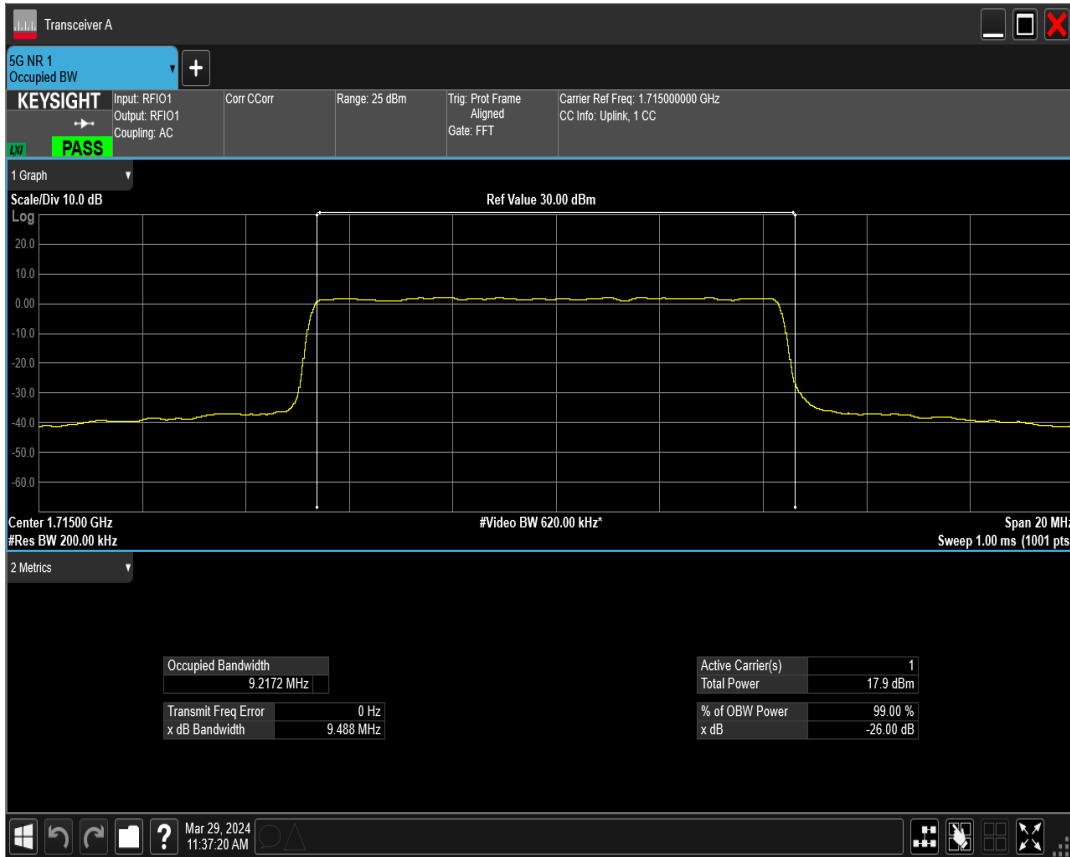 Transceiver A
5G NR 1
Occupied BW
+
KEYSIGHT
LXI
PASS
Input: RFIO1
Output: RFIO1
Coupling: AC
Corr CCorr
Range: 25 dBm
Trig: Prot Frame
Aligned
Gate: FFT
Carrier Ref Freq: 1.715000000 GHz
CC Info: Uplink, 1 CC
1 Graph
Scale/Div 10.0 dB
Ref Value 30.00 dBm
Log
20.0
10.0
0.00
-10.0
-20.0
-30.0
-40.0
-50.0
-60.0
Center 1.71500 GHz
#Video BW 620.00 kHz*
Span 20 MHz
#Res BW 200.00 kHz
Sweep 1.00 ms (1001 pts
2 Metrics
Occupied Bandwidth
9.2172 MHz
Transmit Freq Error 0 Hz
x dB Bandwidth 9.488 MHz
Active Carrier(s) 1
Total Power 17.9 dBm
% of OBW Power 99.00 %
x dB -26.00 dB
?
Mar 29, 2024
11:37:20 AM